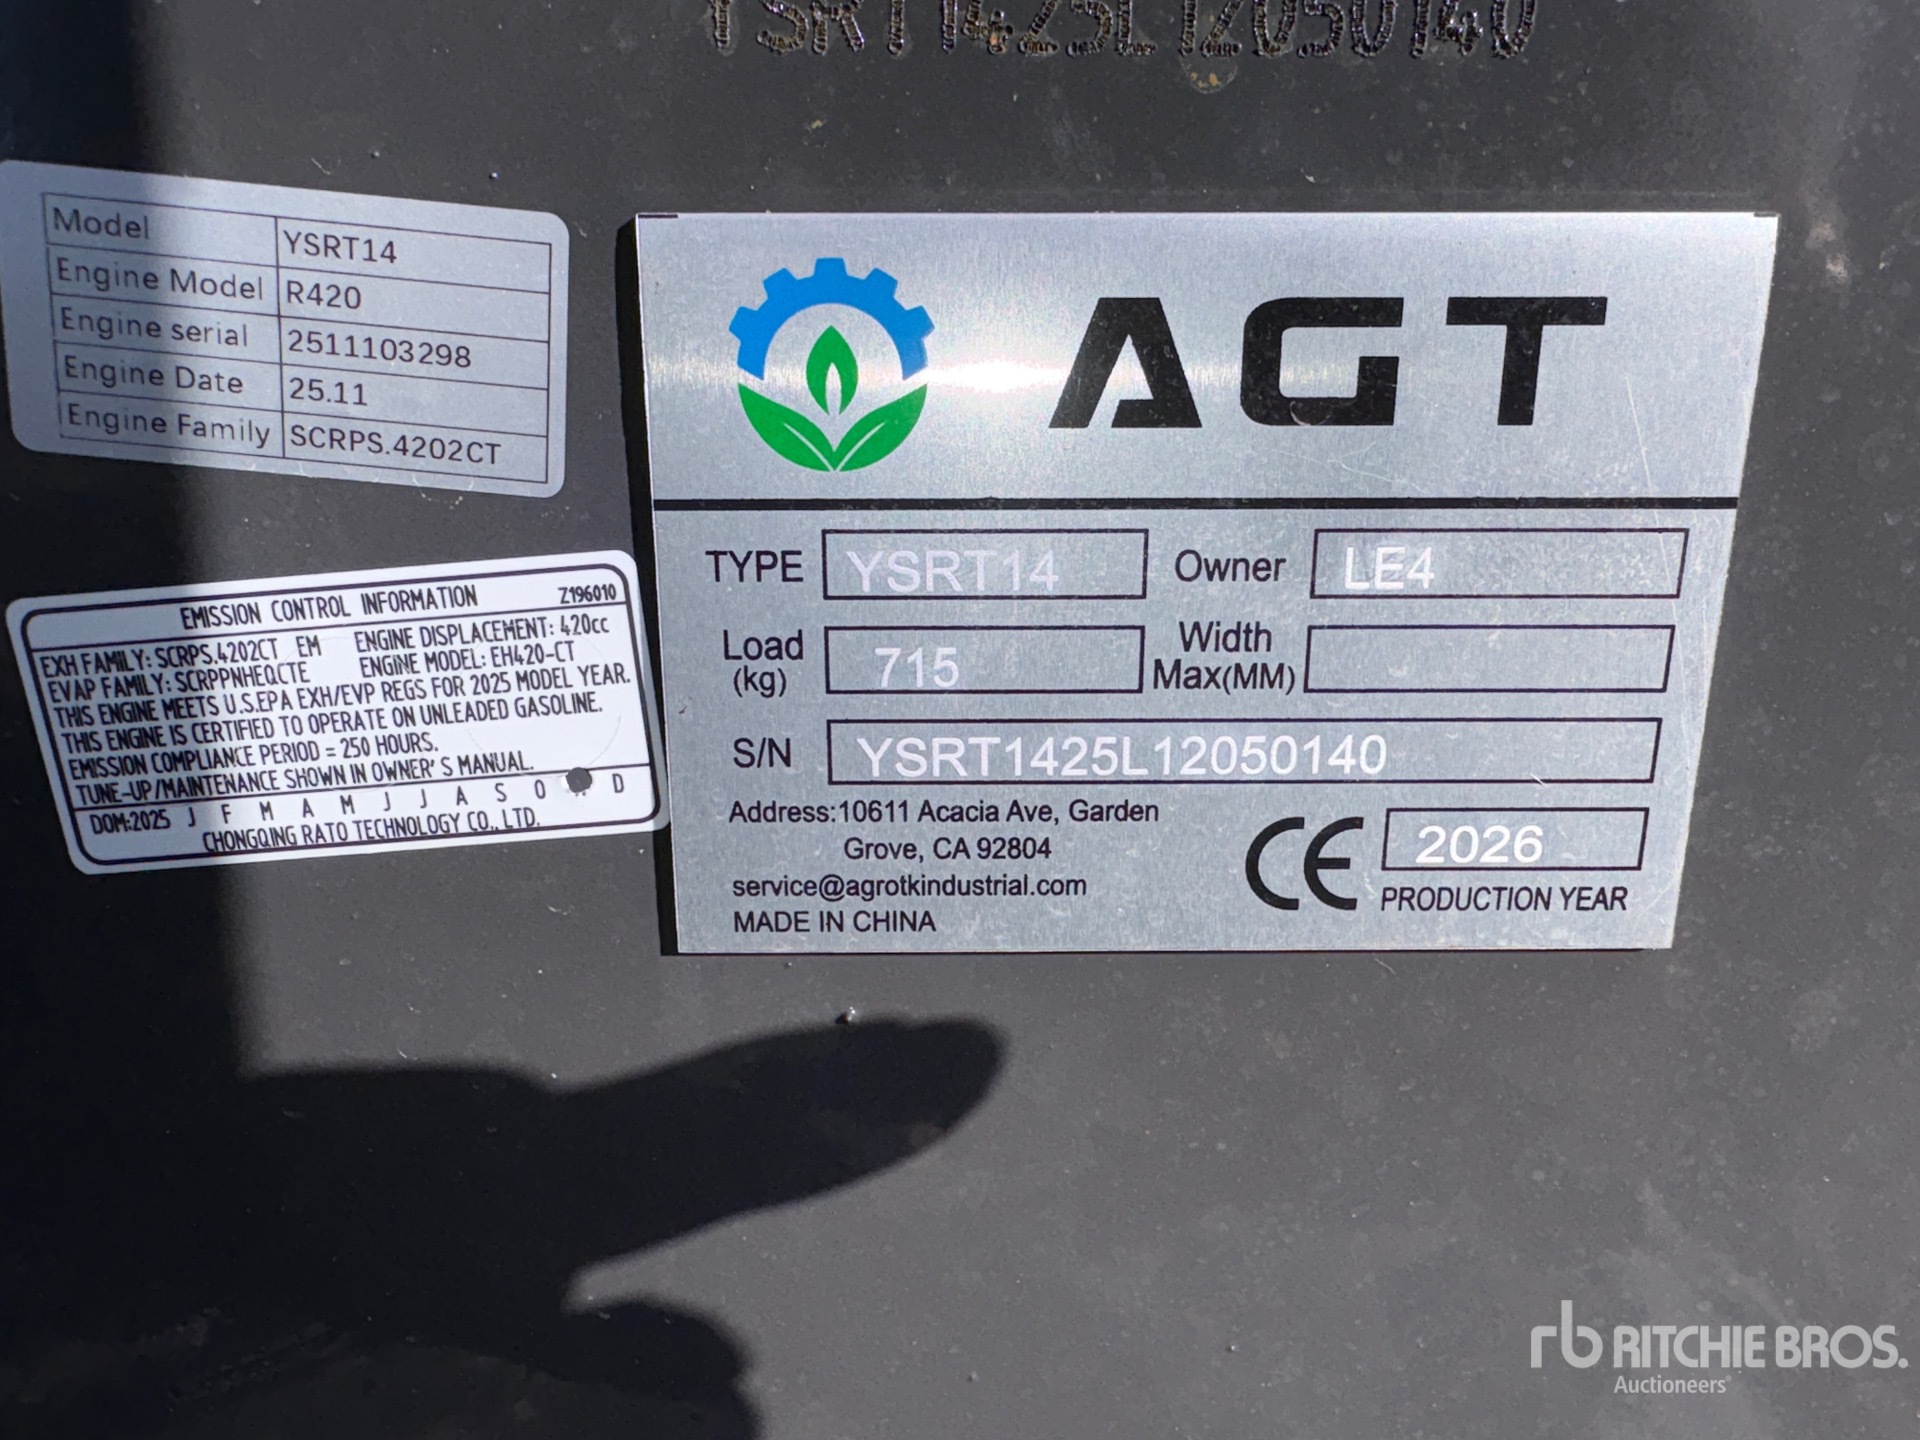 YSRT1425L12050140
Model YSRT14
Engine Model R420
Engine serial 2511103298
Engine Date 25.11
Engine Family SCRPS.4202CT
EMISSION CONTROL INFORMATION Z196010
EXH FAMILY: SCRPS.4202CT EM ENGINE DISPLACEMENT: 420cc
EVAP FAMILY: SCRPPNHEQCTE ENGINE MODEL: EH420-CT
THIS ENGINE MEETS U.S.EPA EXH/EVP REGS FOR 2025 MODEL YEAR.
THIS ENGINE IS CERTIFIED TO OPERATE ON UNLEADED GASOLINE.
EMISSION COMPLIANCE PERIOD = 250 HOURS.
TUNE-UP/MAINTENANCE SHOWN IN OWNER'S MANUAL.
DOM:2025 J F M A M J J A S O D
CHONGQING RATO TECHNOLOGY CO., LTD.
AGT
TYPE YSRT14 Owner LE4
Load (kg) 715 Width Max(MM)
S/N YSRT1425L12050140
Address:10611 Acacia Ave, Garden
Grove, CA 92804
service@agrotkindustrial.com
MADE IN CHINA
CE 2026
PRODUCTION YEAR
rb RITCHIE BROS.
Auctioneers